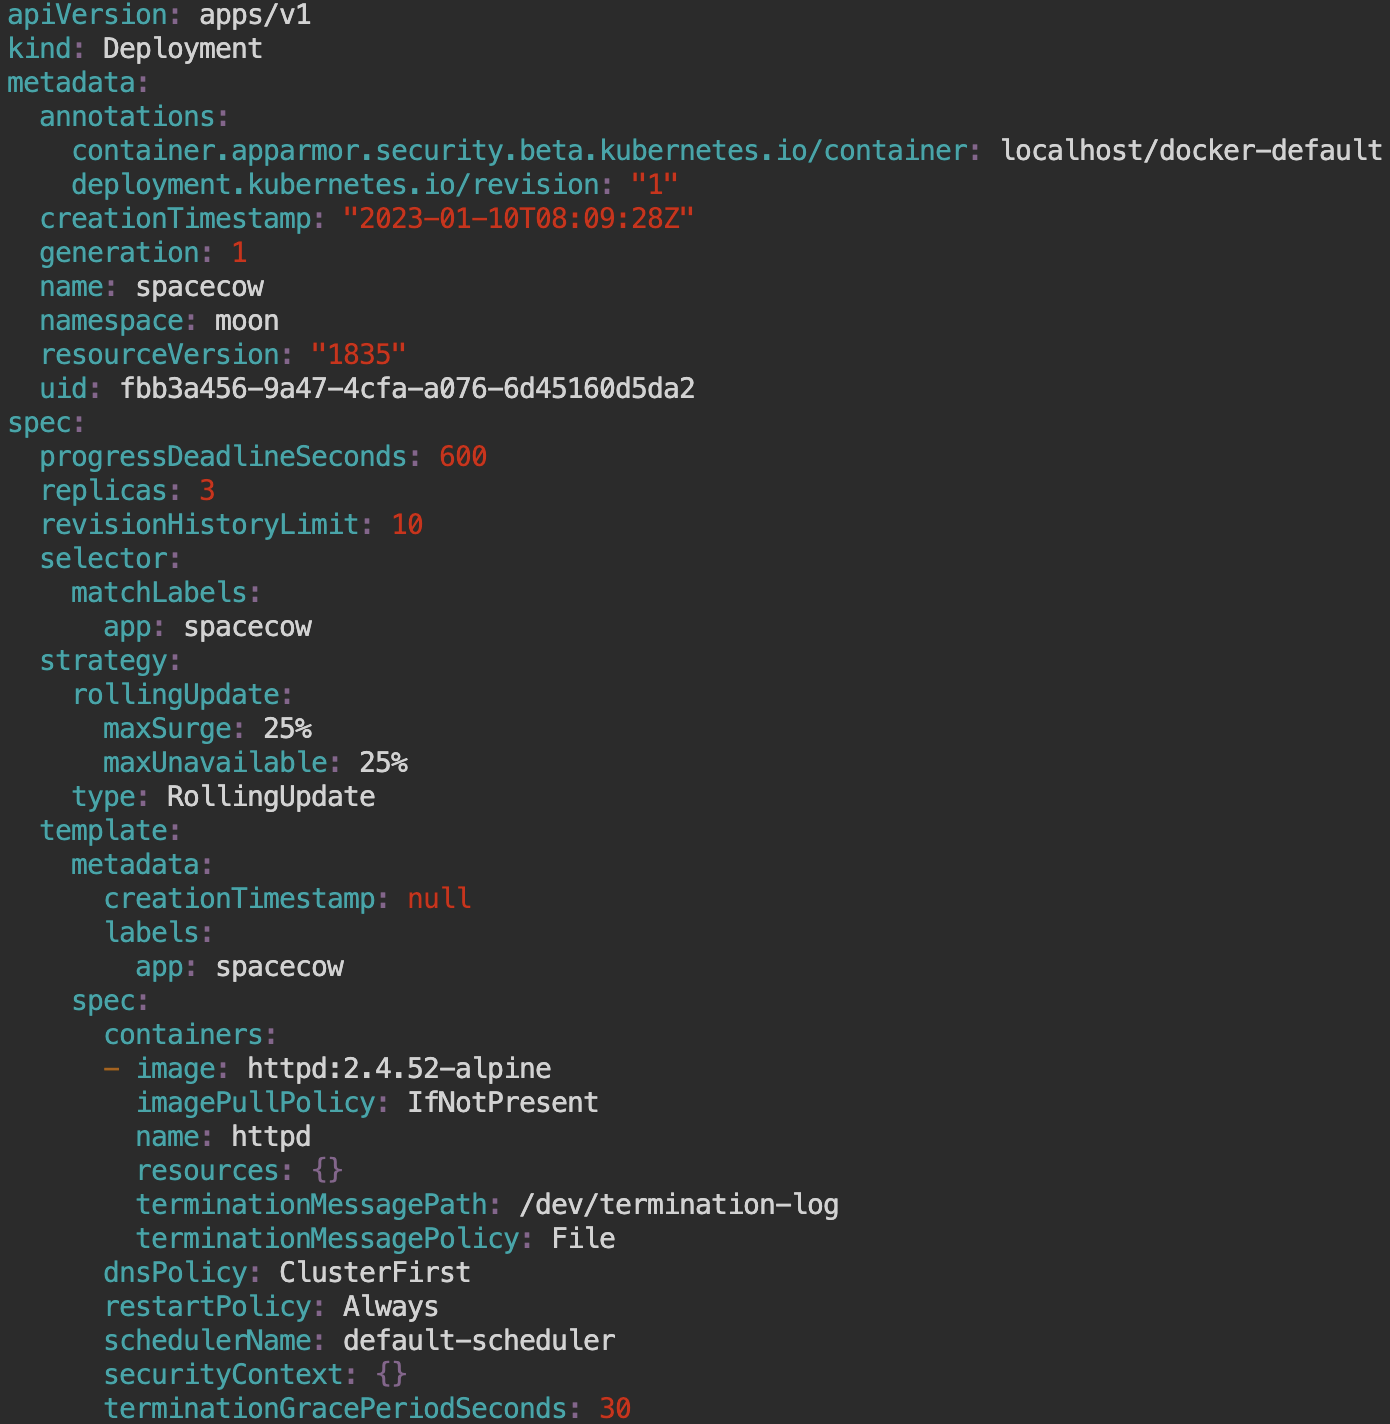 apiVersion: apps/v1
kind: Deployment
metadata:
  annotations:
    container.apparmor.security.beta.kubernetes.io/container: localhost/docker-default
    deployment.kubernetes.io/revision: "1"
  creationTimestamp: "2023-01-10T08:09:28Z"
  generation: 1
  name: spacecow
  namespace: moon
  resourceVersion: "1835"
  uid: fbb3a456-9a47-4cfa-a076-6d45160d5da2
spec:
  progressDeadlineSeconds: 600
  replicas: 3
  revisionHistoryLimit: 10
  selector:
    matchLabels:
      app: spacecow
  strategy:
    rollingUpdate:
      maxSurge: 25%
      maxUnavailable: 25%
    type: RollingUpdate
  template:
    metadata:
      creationTimestamp: null
      labels:
        app: spacecow
    spec:
      containers:
      - image: httpd:2.4.52-alpine
        imagePullPolicy: IfNotPresent
        name: httpd
        resources: {}
        terminationMessagePath: /dev/termination-log
        terminationMessagePolicy: File
      dnsPolicy: ClusterFirst
      restartPolicy: Always
      schedulerName: default-scheduler
      securityContext: {}
      terminationGracePeriodSeconds: 30